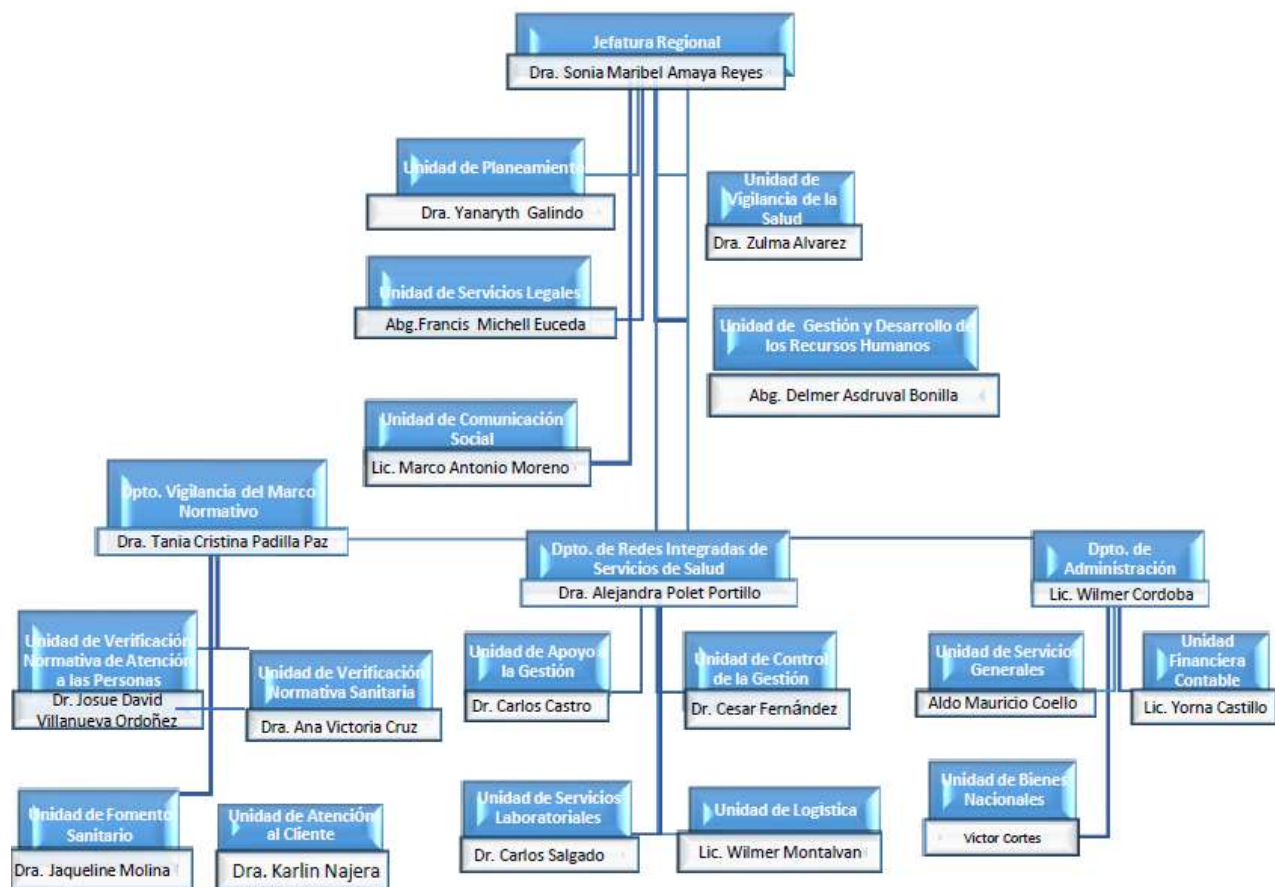 Jefatura Regional
Dra. Sonia Maribel Amaya Reyes
Unidad de Planeamiento
Dra. Yanaryth Galindo
Unidad de
Vigilancia de la
Salud
Dra. Zulma Alvarez
Unidad de Servicios Legales
Abg.Francis Michell Euceda
Unidad de Gestión y Desarrollo de
los Recursos Humanos
Abg. Delmer Asdruval Bonilla
Unidad de Comunicación
Social
Lic. Marco Antonio Moreno
Dpto. Vigilancia del Marco
Normativo
Dra. Tania Cristina Padilla Paz
Dpto. de Redes Integradas de
Servicios de Salud
Dra. Alejandra Polet Portillo
Dpto. de
Administración
Lic. Wilmer Cordoba
Unidad de Verificación
Normativa de Atención
a las Personas
Dr. Josue David
Villanueva Ordoñez
Unidad de Verificación
Normativa Sanitaria
Dra. Ana Victoria Cruz
Unidad de Apoyo a
la Gestión
Dr. Carlos Castro
Unidad de Control
de la Gestión
Dr. Cesar Fernández
Unidad de Servicios
Generales
Aldo Mauricio Coello
Unidad
Financiera
Contable
Lic. Yorna Castillo
Unidad de Fomento
Sanitario
Dra. Jaqueline Molina
Unidad de Atención
al Cliente
Dra. Karlin Najera
Unidad de Servicios
Laboratoriales
Dr. Carlos Salgado
Unidad de Logística
Lic. Wilmer Montalvan
Unidad de Bienes
Nacionales
Victor Cortes